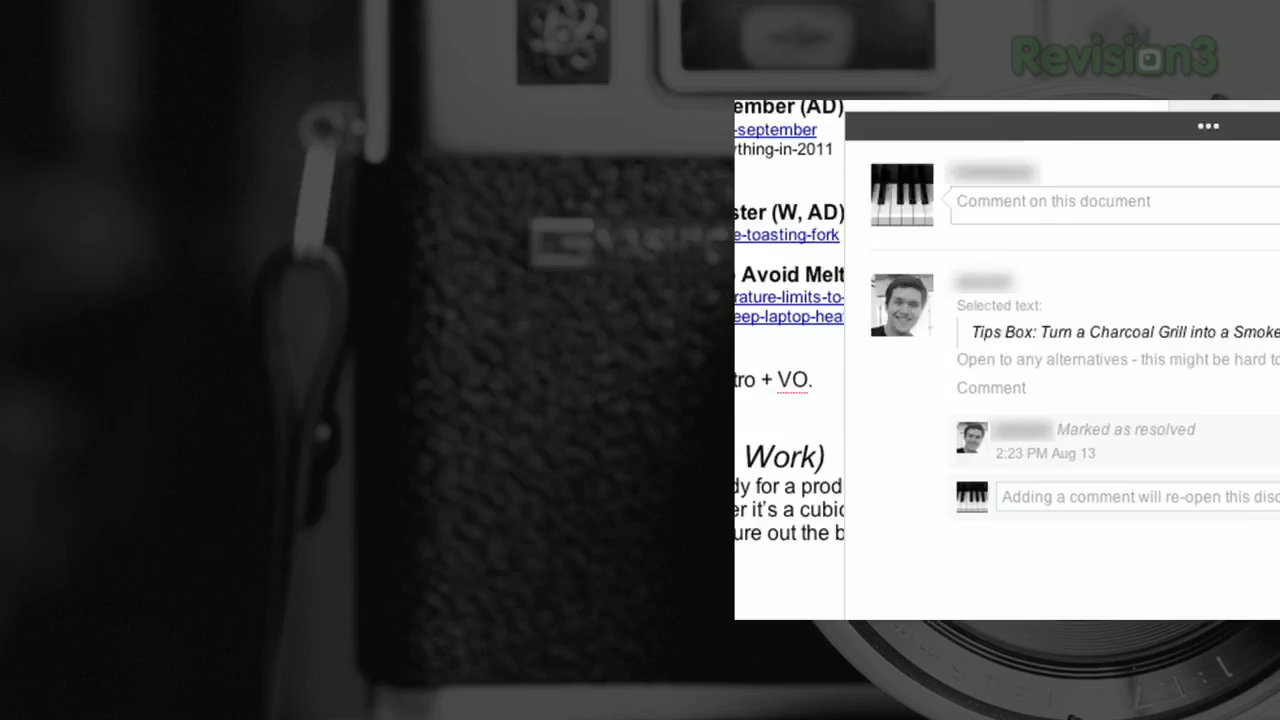 Revision3
ember (AD)
-september
ything-in-2011
ster (W, AD)
e-toasting-fork
Avoid Melt
rature-limits-to-
eep-laptop-hea
tro + VO.
Work)
dy for a prod
er it's a cubic
ure out the b
Comment on this document
Selected text:
Tips Box: Turn a Charcoal Grill into a Smoke
Open to any alternatives - this might be hard to
Comment
Marked as resolved
2:23 PM Aug 13
Adding a comment will re-open this disc